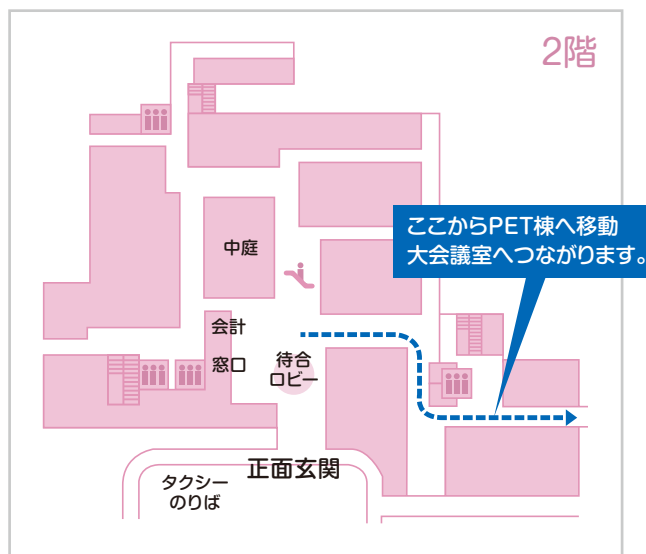 2階
ここからPET棟へ移動
大会議室へつながります。
中庭
会計
窓口
待合
ロビー
正面玄関
タクシー
のりば